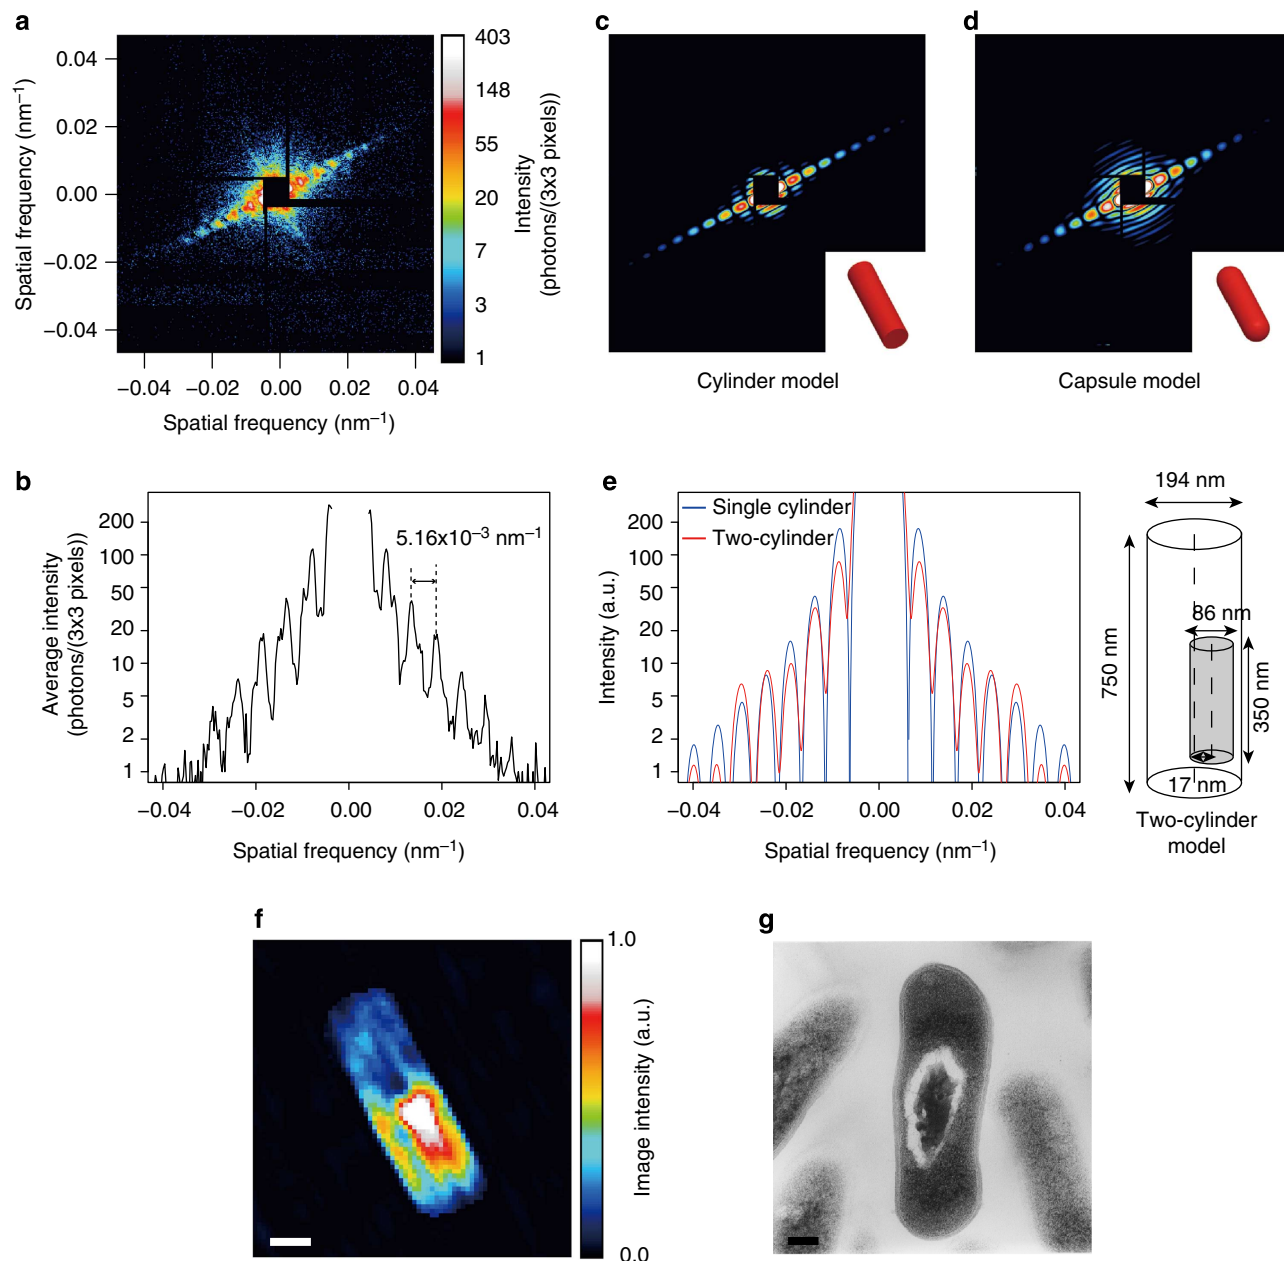 a
Spatial frequency (nm⁻¹)
0.04
0.02
0.00
−0.02
−0.04
−0.04 −0.02 0.00 0.02 0.04
Spatial frequency (nm⁻¹)
403
148
55
20
7
3
1
Intensity
(photons/(3x3 pixels))
c
Cylinder model
d
Capsule model
b
Average intensity
(photons/(3x3 pixels))
200
100
50
20
10
5
2
1
5.16x10⁻³ nm⁻¹
−0.04 −0.02 0.00 0.02 0.04
Spatial frequency (nm⁻¹)
e
Intensity (a.u.)
200
100
50
20
10
5
2
1
Single cylinder
Two-cylinder
−0.04 −0.02 0.00 0.02 0.04
Spatial frequency (nm⁻¹)
194 nm
750 nm
86 nm
350 nm
17 nm
Two-cylinder
model
f
1.0
Image intensity (a.u.)
0.0
g